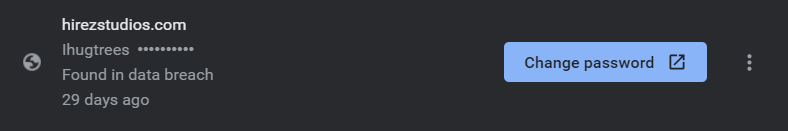 hirezstudios.com
Ihugtrees ••••••••••
Found in data breach
29 days ago
Change password